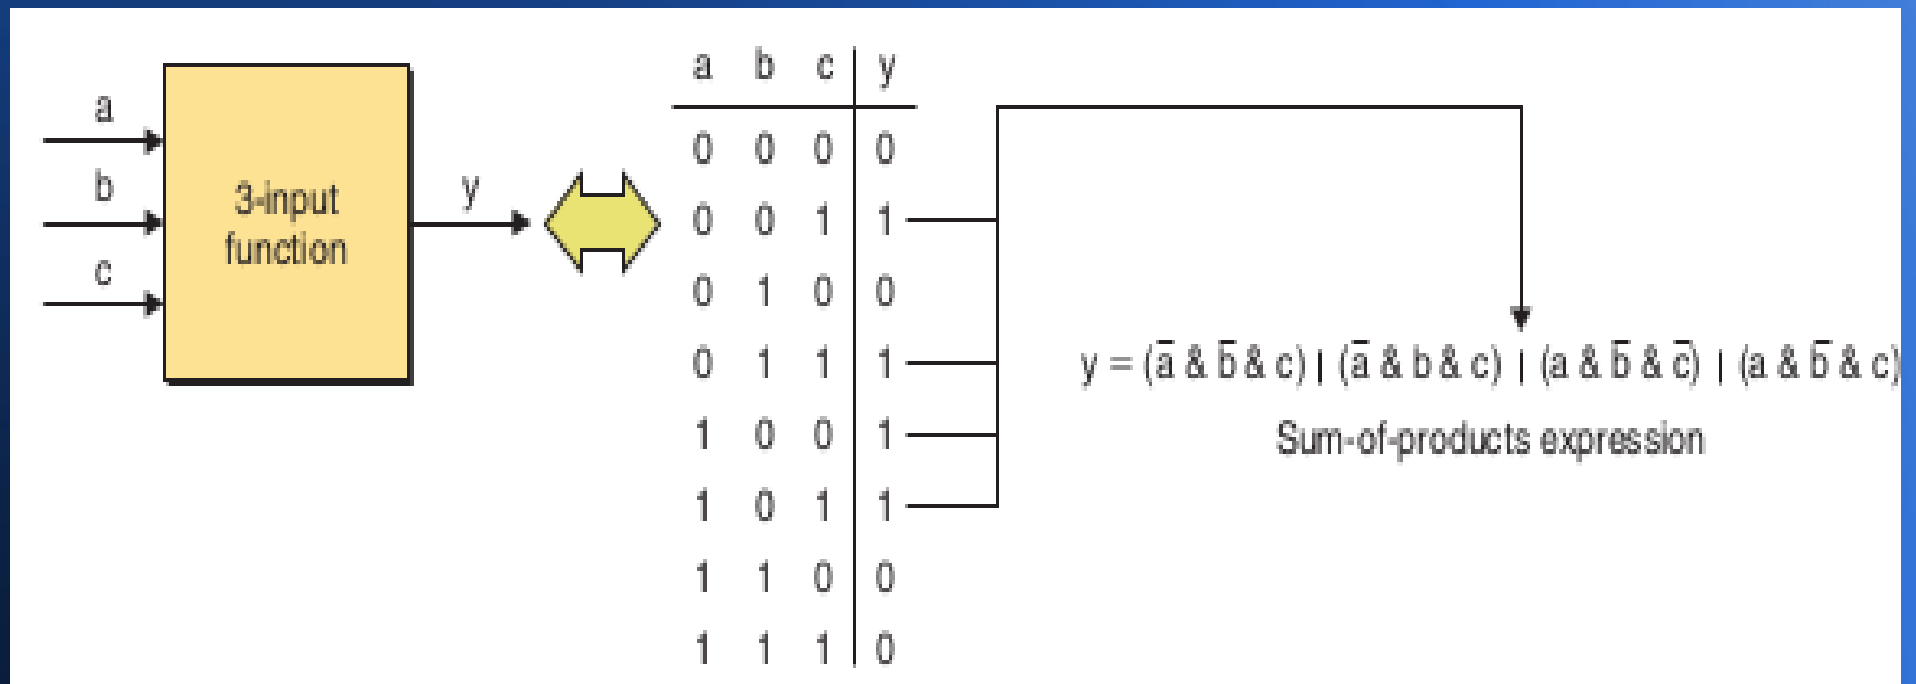 a
b
c
3-input
function
y
a b c y
0 0 0 0
0 0 1 1
0 1 0 0
0 1 1 1
1 0 0 1
1 0 1 1
1 1 0 0
1 1 1 0
y = (a̅ & b̅ & c) | (a̅ & b & c) | (a & b̅ & c̅) | (a & b̅ & c)
Sum-of-products expression